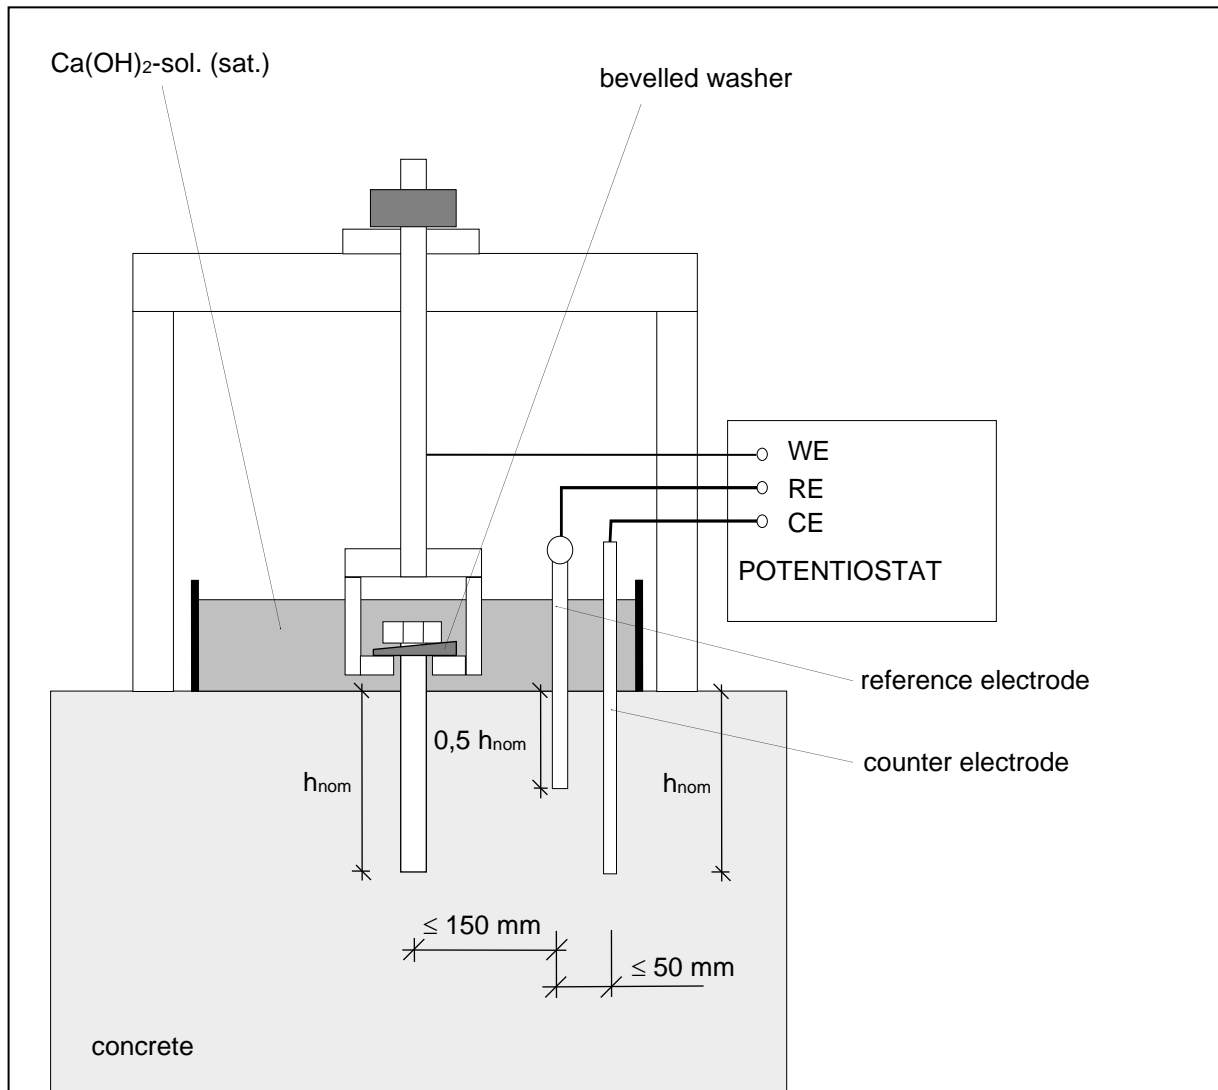 Ca(OH)2-sol. (sat.)
bevelled washer
WE
RE
CE
POTENTIOSTAT
reference electrode
0,5 hnom
counter electrode
hnom
hnom
≤ 150 mm
≤ 50 mm
concrete